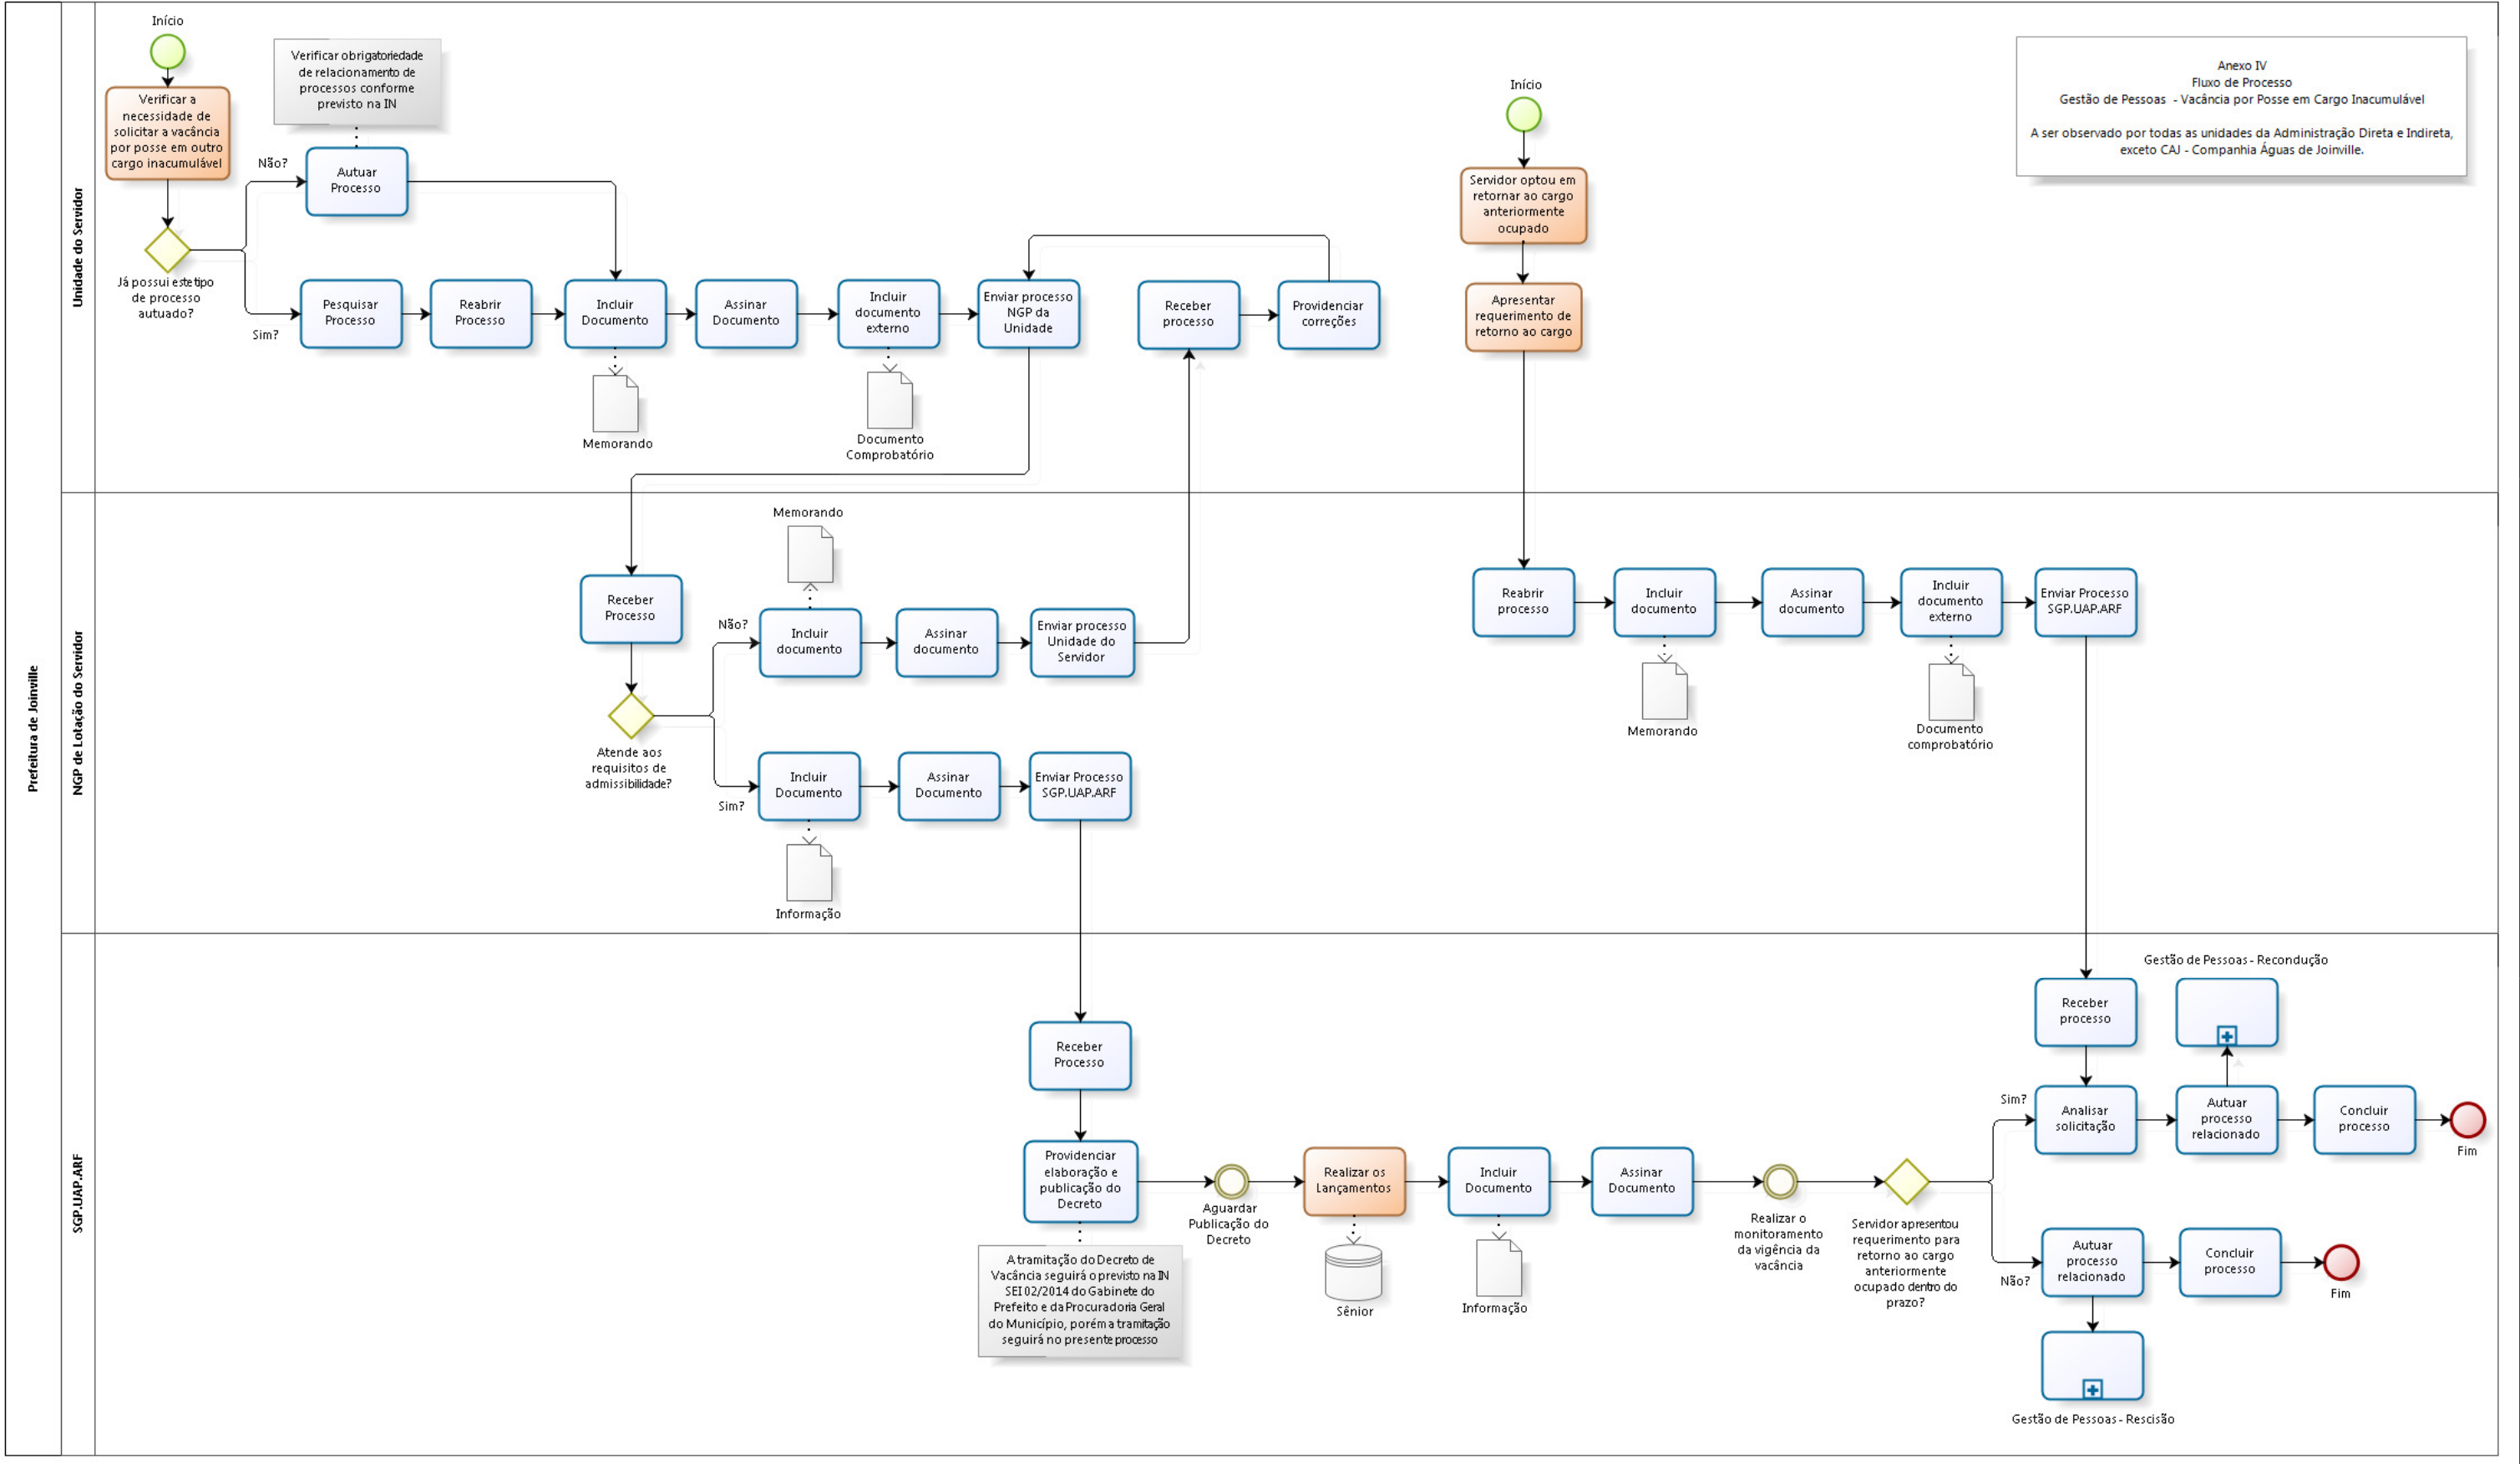 Prefeitura de Joinville
Unidade do Servidor
Início
Verificar a
necessidade de
solicitar a vacância
por posse em outro
cargo inacumulável
Verificar obrigatoriedade
de relacionamento de
processos conforme
previsto na IN
Não?
Autuar
Processo
Já possui este tipo
de processo
autuado?
Sim?
Pesquisar
Processo
Reabrir
Processo
Incluir
Documento
Memorando
Assinar
Documento
Incluir
documento
externo
Documento
Comprobatório
Enviar processo
NGP da
Unidade
Receber
processo
Providenciar
correções
Início
Servidor optou em
retornar ao cargo
anteriormente
ocupado
Apresentar
requerimento de
retorno ao cargo
Anexo IV
Fluxo de Processo
Gestão de Pessoas - Vacância por Posse em Cargo Inacumulável
A ser observado por todas as unidades da Administração Direta e Indireta,
exceto CAJ - Companhia Águas de Joinville.
NGP de Lotação do Servidor
Receber
Processo
Atende aos
requisitos de
admissibilidade?
Não?
Memorando
Incluir
documento
Assinar
documento
Enviar processo
Unidade do
Servidor
Sim?
Incluir
Documento
Informação
Assinar
Documento
Enviar Processo
SGP.UAP.ARF
Reabrir
processo
Incluir
documento
Memorando
Assinar
documento
Incluir
documento
externo
Documento
comprobatório
Enviar Processo
SGP.UAP.ARF
SGP.UAP.ARF
Receber
Processo
Providenciar
elaboração e
publicação do
Decreto
A tramitação do Decreto de
Vacância seguirá o previsto na IN
SEI 02/2014 do Gabinete do
Prefeito e da Procuradoria Geral
do Município, porém a tramitação
seguirá no presente processo
Aguardar
Publicação do
Decreto
Realizar os
Lançamentos
Sênior
Incluir
Documento
Informação
Assinar
Documento
Realizar o
monitoramento
da vigência da
vacância
Servidor apresentou
requerimento para
retorno ao cargo
anteriormente
ocupado dentro do
prazo?
Receber
processo
Gestão de Pessoas - Recondução
Sim?
Analisar
solicitação
Autuar
processo
relacionado
Concluir
processo
Fim
Não?
Autuar
processo
relacionado
Concluir
processo
Fim
Gestão de Pessoas - Rescisão